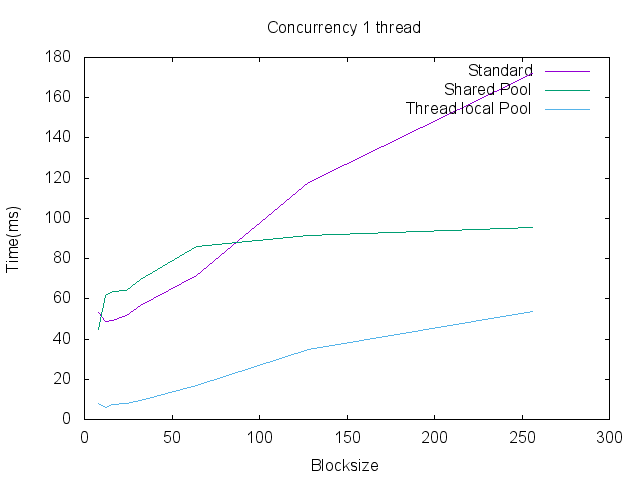 Concurrency 1 thread
180
160
140
120
100
80
60
40
20
0
Time(ms)
Standard
Shared Pool
Thread local Pool
0 50 100 150 200 250 300
Blocksize